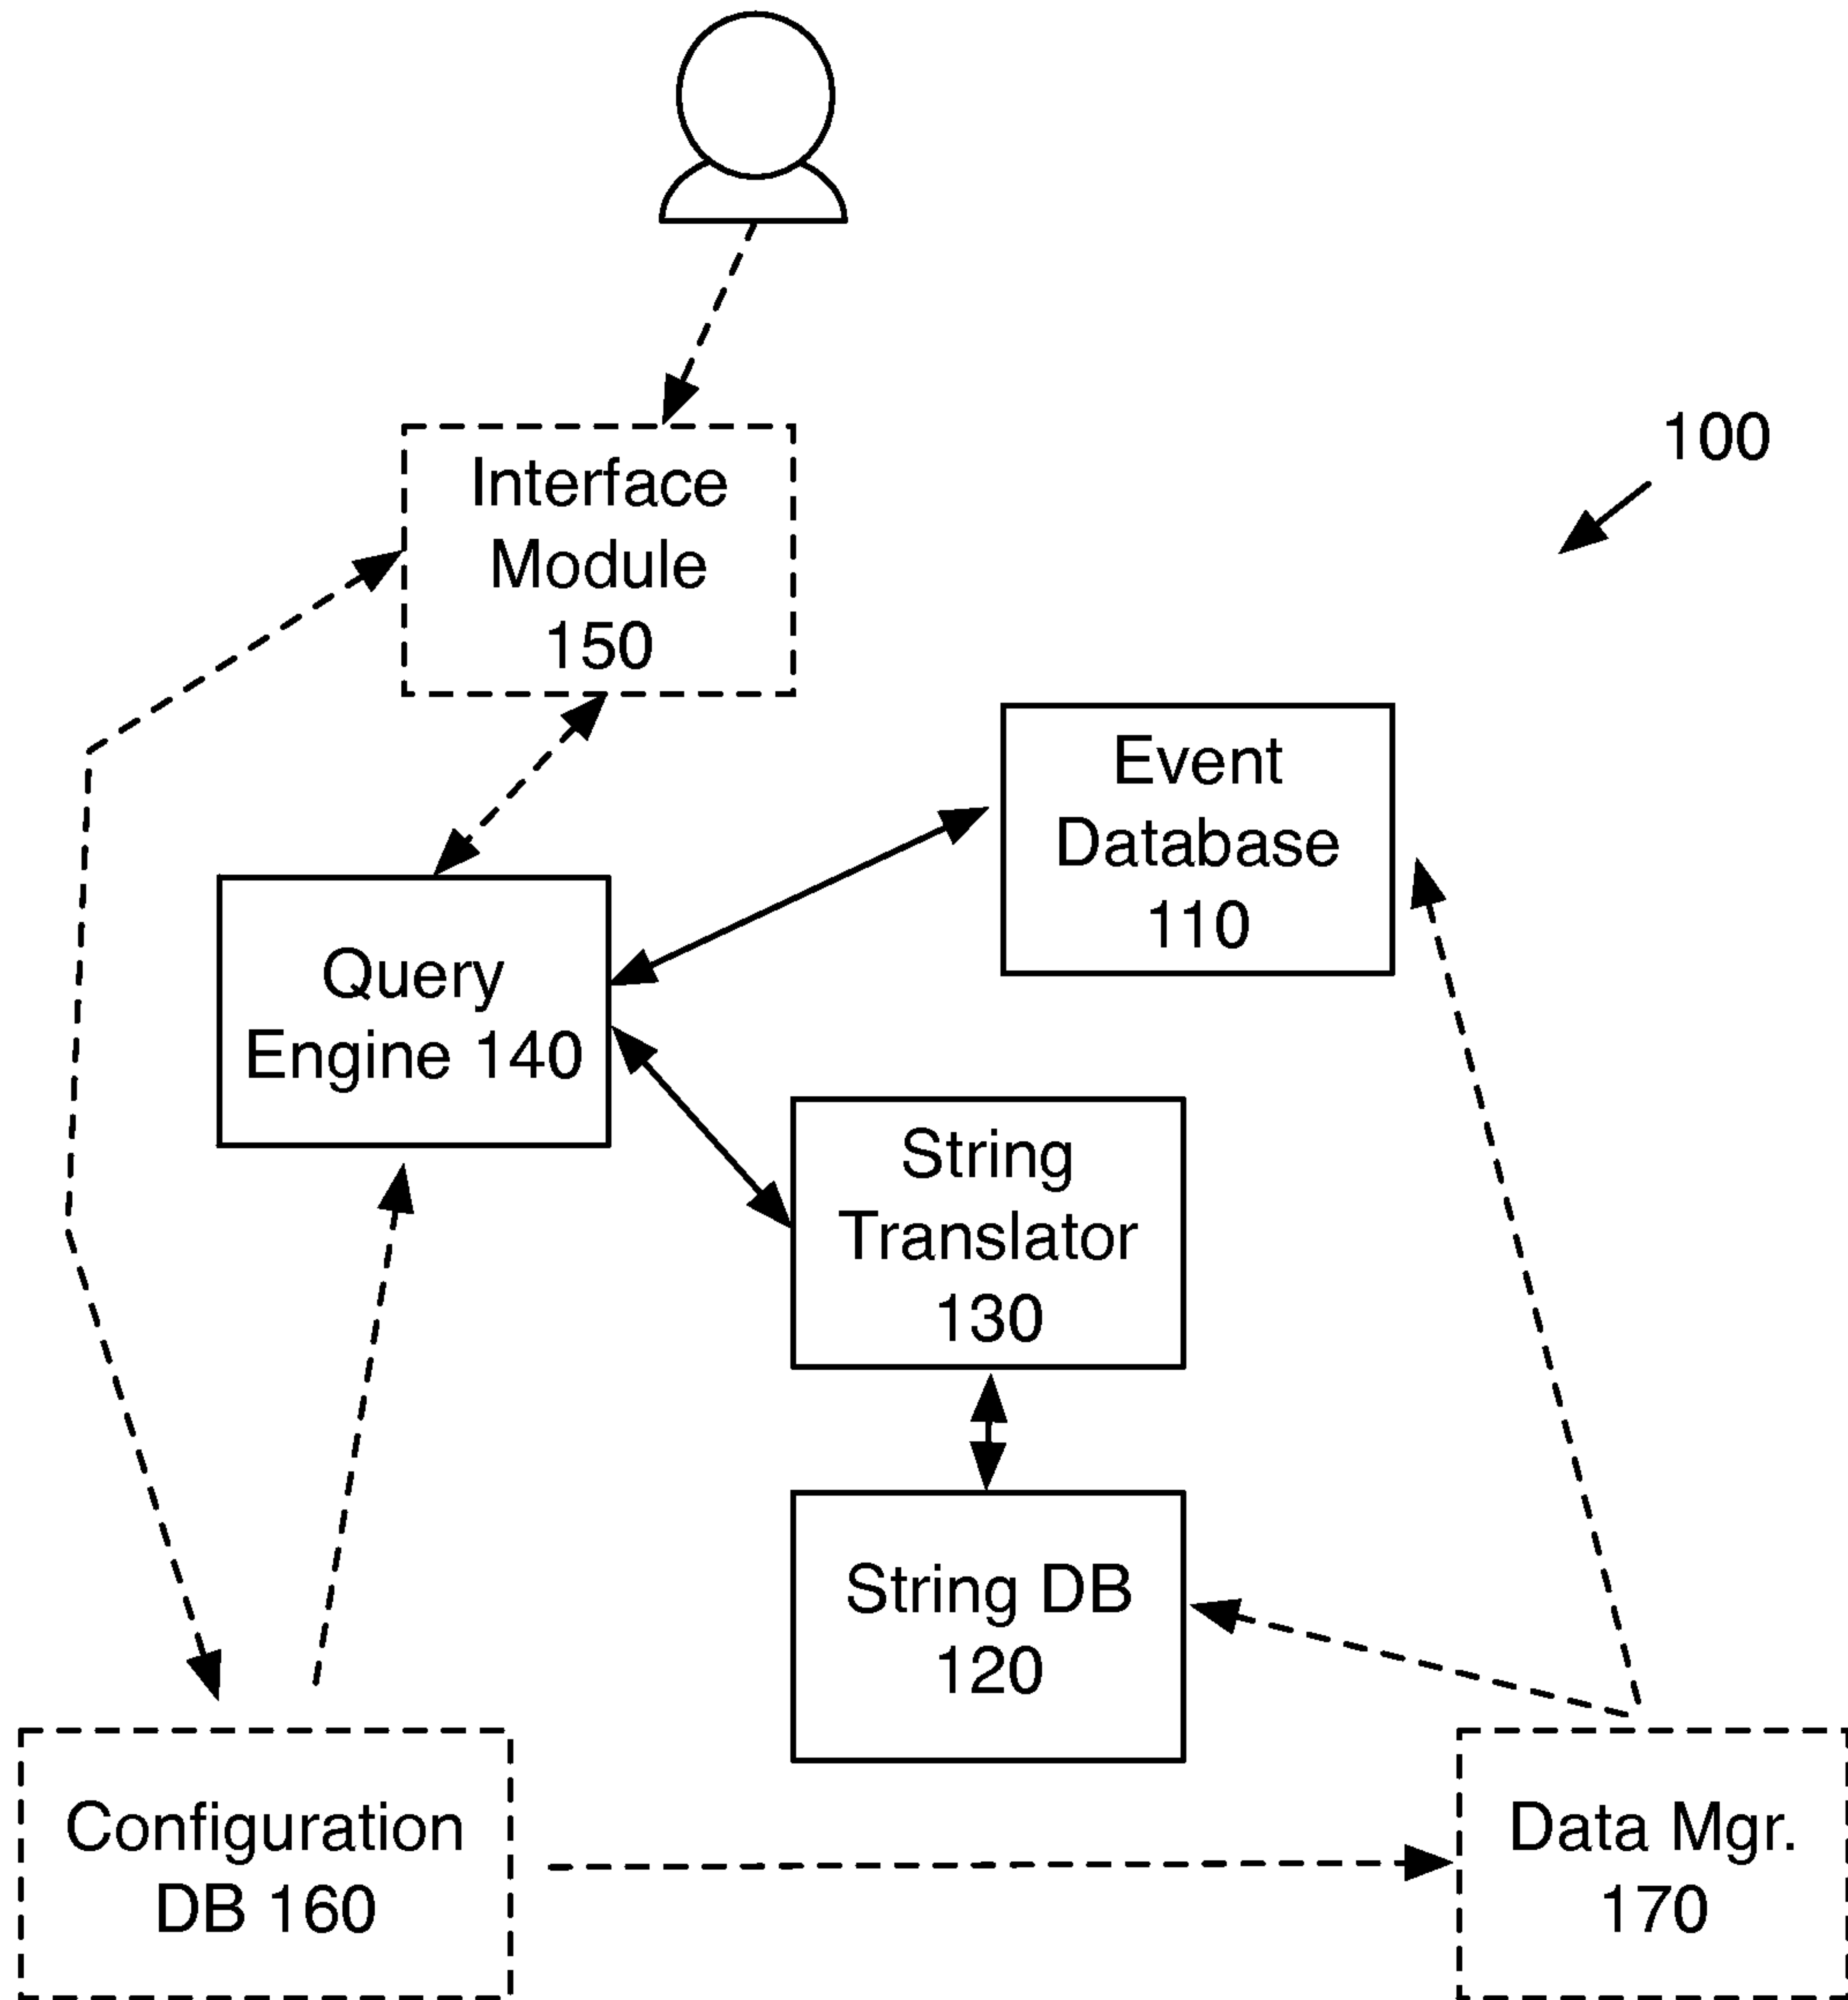 100
Interface
Module
150
Event
Database
110
Query
Engine 140
String
Translator
130
String DB
120
Configuration
DB 160
Data Mgr.
170